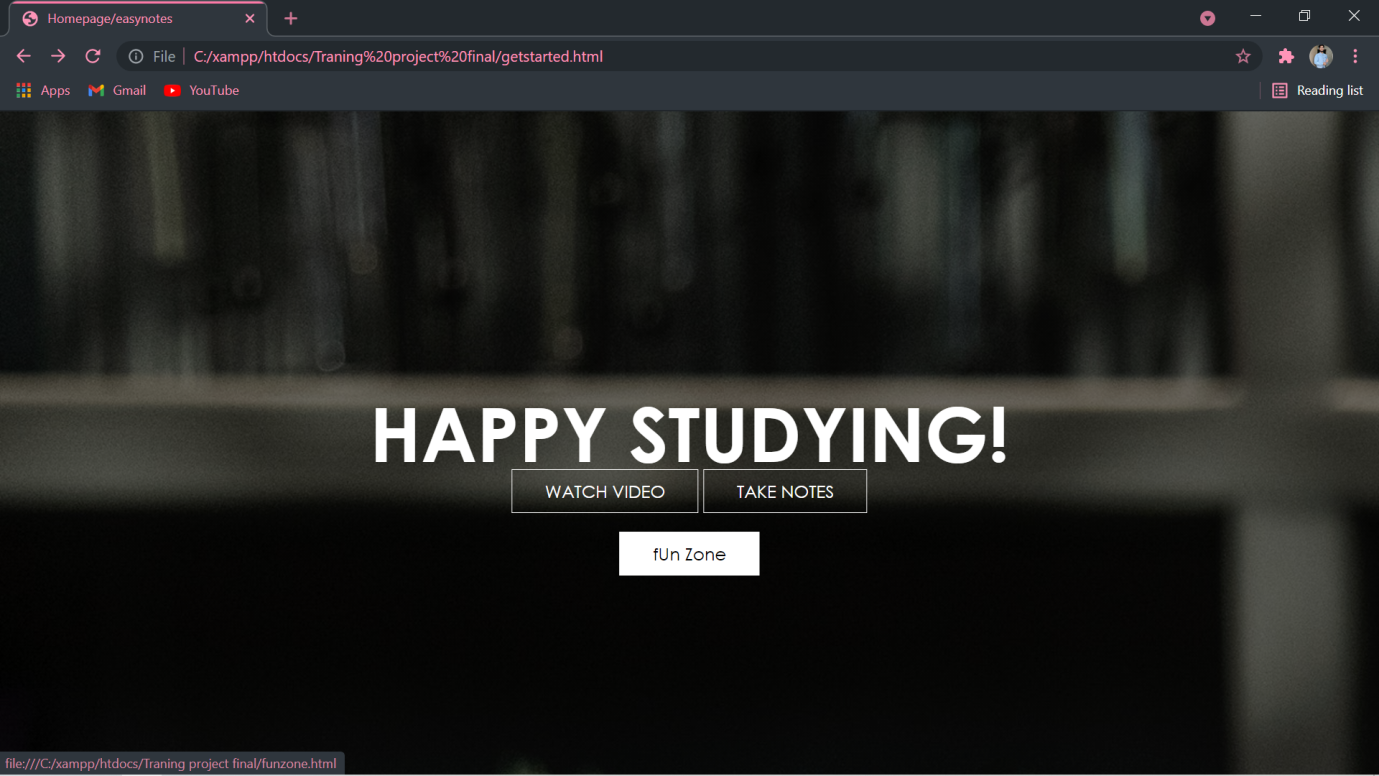 Homepage/easynotes
File | C:/xampp/htdocs/Traning%20project%20final/getstarted.html
Apps Gmail YouTube Reading list
HAPPY STUDYING!
WATCH VIDEO TAKE NOTES
fUn Zone
file:///C:/xampp/htdocs/Traning project final/funzone.html